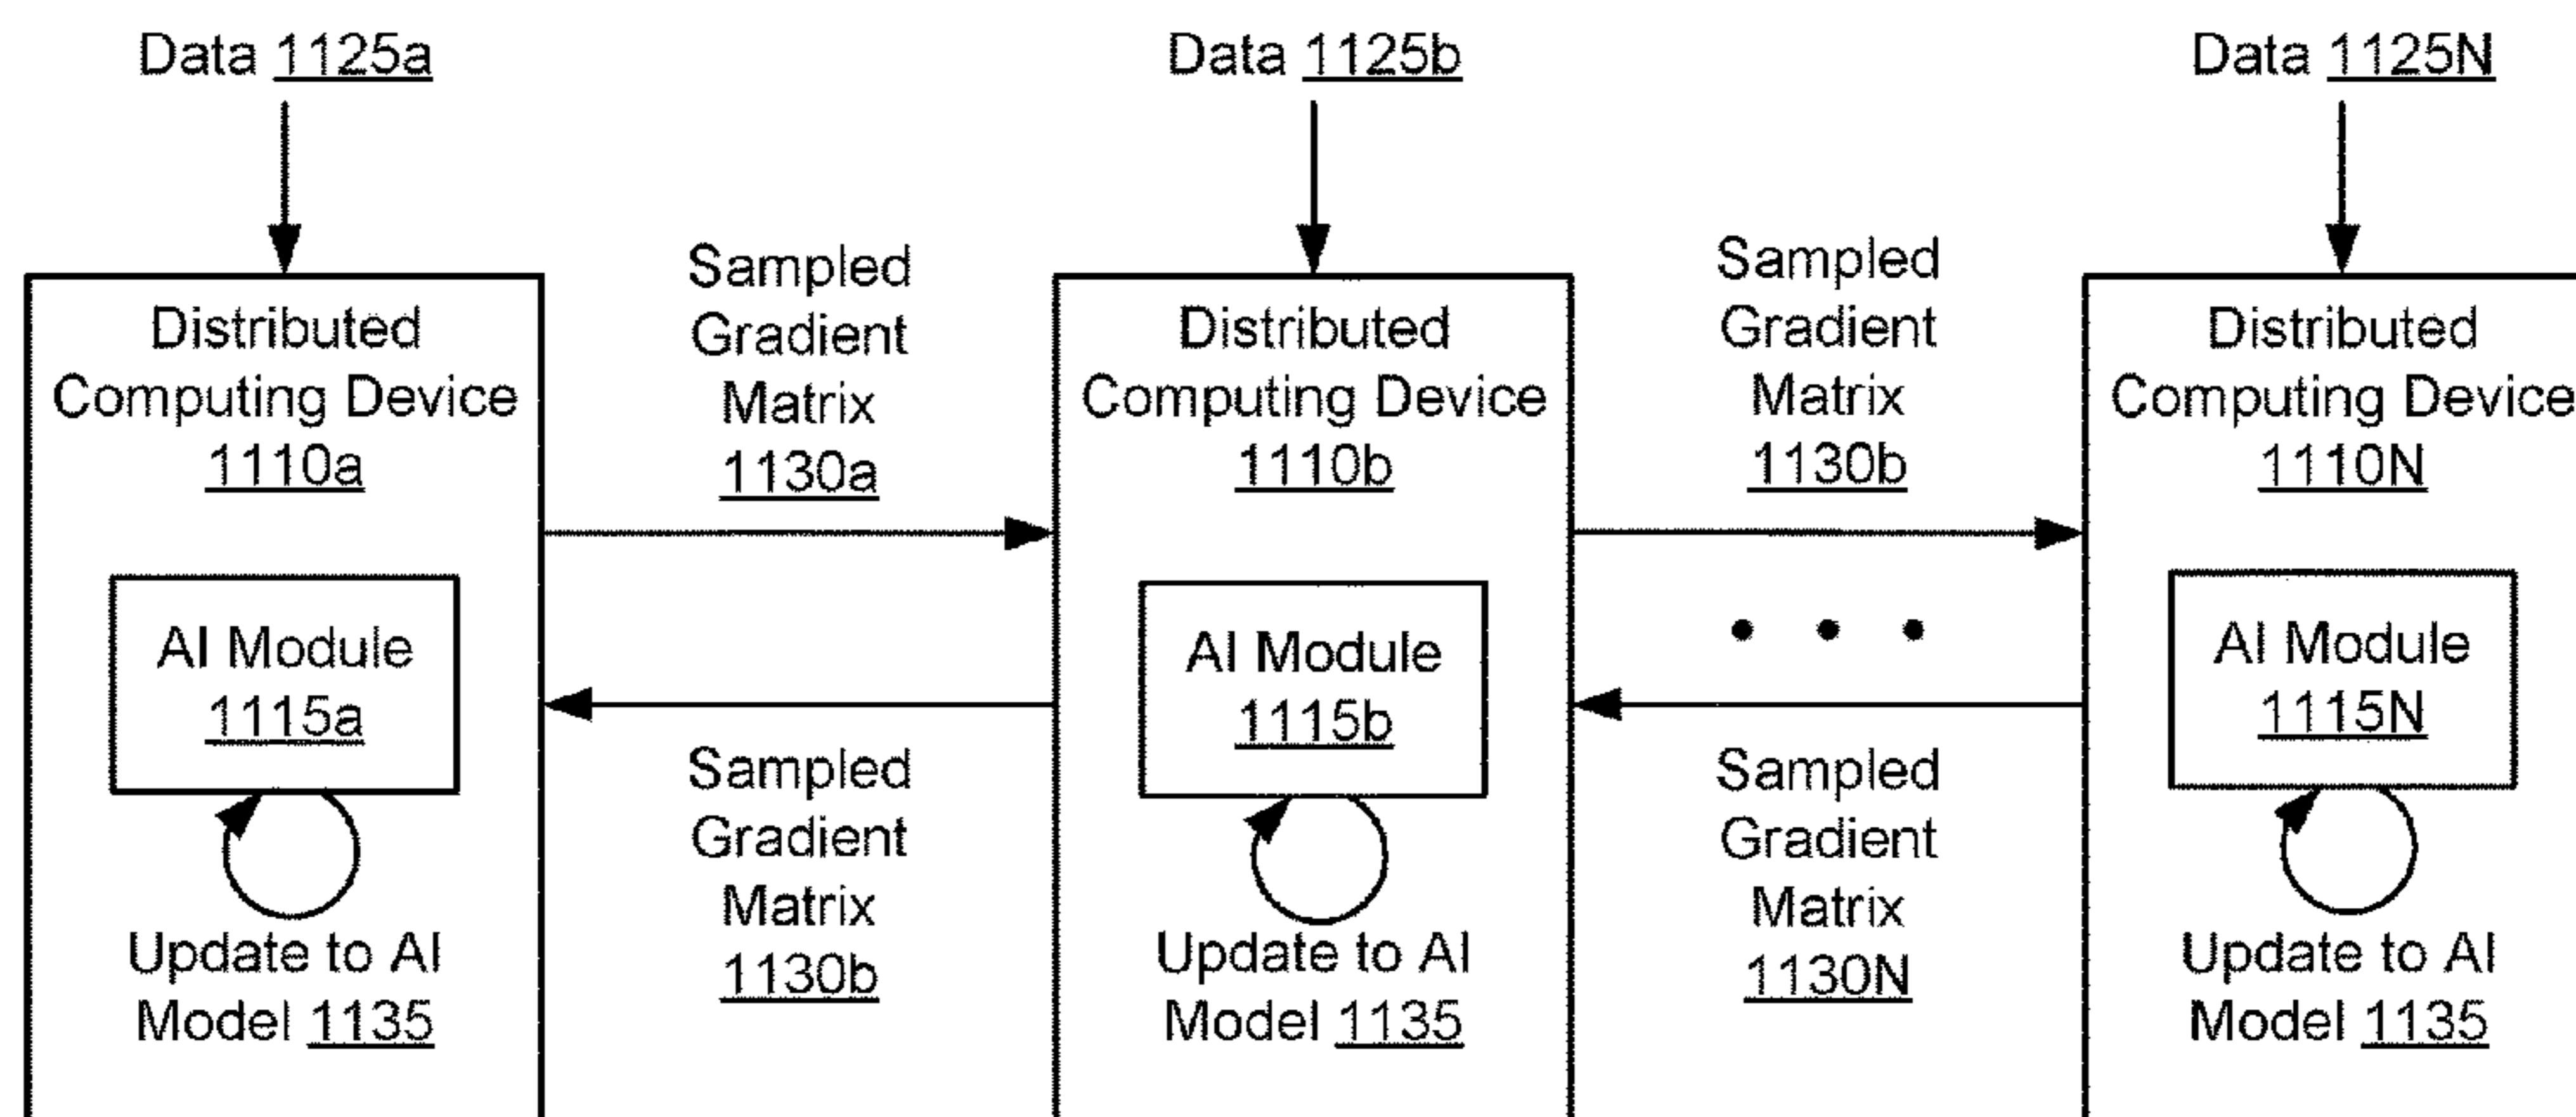 Data 1125a
Data 1125b
Data 1125N
Distributed
Computing Device
1110a
AI Module
1115a
Update to AI
Model 1135
Sampled
Gradient
Matrix
1130a
Sampled
Gradient
Matrix
1130b
Distributed
Computing Device
1110b
AI Module
1115b
Update to AI
Model 1135
Sampled
Gradient
Matrix
1130b
Sampled
Gradient
Matrix
1130N
Distributed
Computing Device
1110N
AI Module
1115N
Update to AI
Model 1135